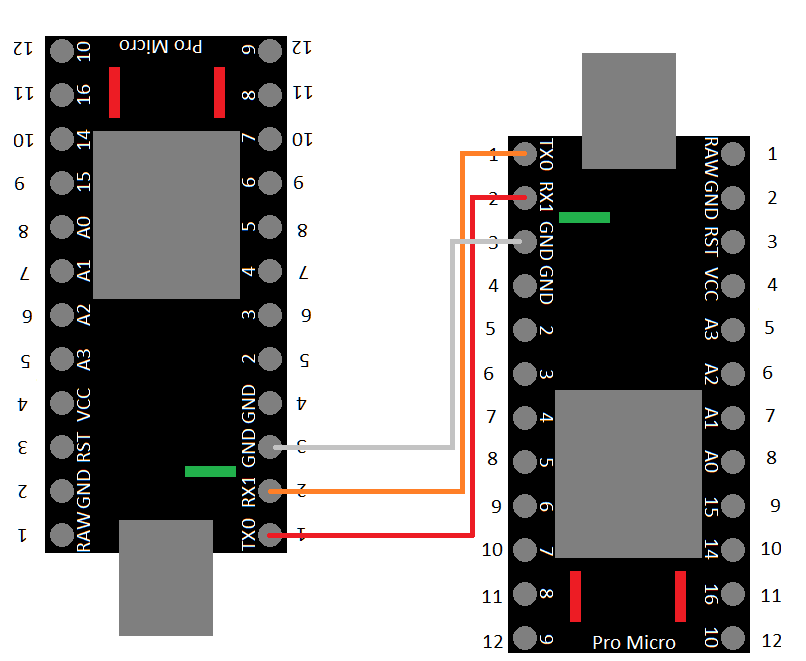 Pro Micro
12 10 9 12
11 16 8 11
10 14 7 10
9 15 6 9
8 A0 5 8
7 A1 4 7
6 A2 3 6
5 A3 2 5
4 VCC GND 4
3 RST GND 3
2 GND RX1 2
1 RAW TX0 1
1 TX0 RAW 1
2 RX1 GND 2
3 GND RST 3
4 GND VCC 4
5 2 A3 5
6 3 A2 6
7 4 A1 7
8 5 A0 8
9 6 15 9
10 7 14 10
11 8 16 11
12 9 10 12
Pro Micro